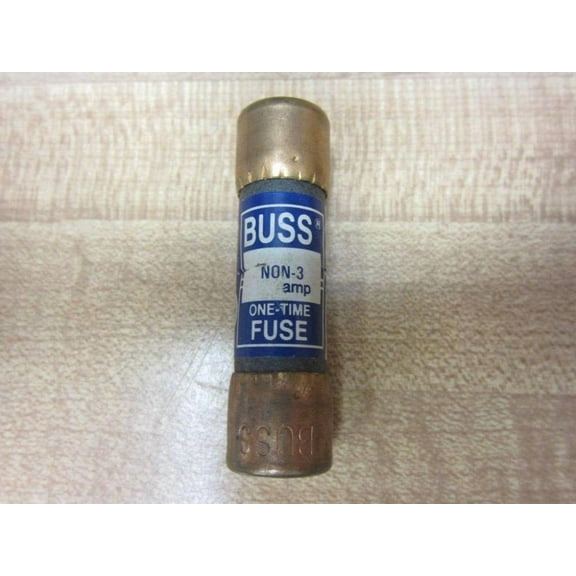 BUSS®
NON-3
amp
ONE-TIME
FUSE
BUSS